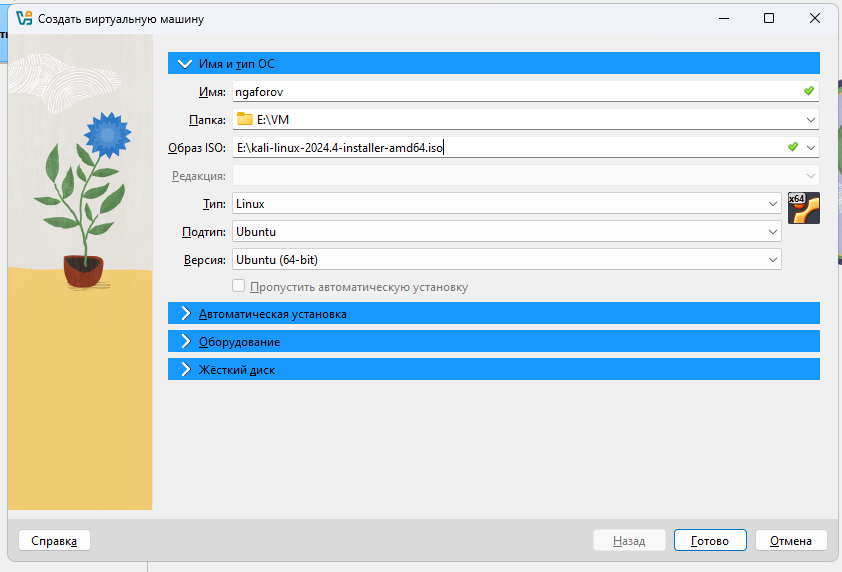 Создать виртуальную машину
Имя и тип ОС
Имя: ngaforov
Папка: E:\VM
Образ ISO: E:\kali-linux-2024.4-installer-amd64.iso
Редакция:
Тип: Linux
x64
Подтип: Ubuntu
Версия: Ubuntu (64-bit)
Пропустить автоматическую установку
Автоматическая установка
Оборудование
Жёсткий диск
Справка Назад Готово Отмена